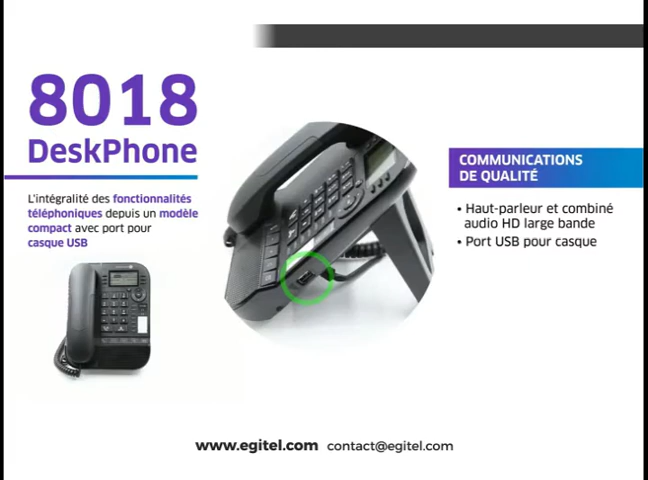 8018
DeskPhone
L'intégralité des fonctionnalités
téléphoniques depuis un modèle
compact avec port pour
casque USB
COMMUNICATIONS
DE QUALITÉ
• Haut-parleur et combiné
audio HD large bande
• Port USB pour casque
www.egitel.com contact@egitel.com